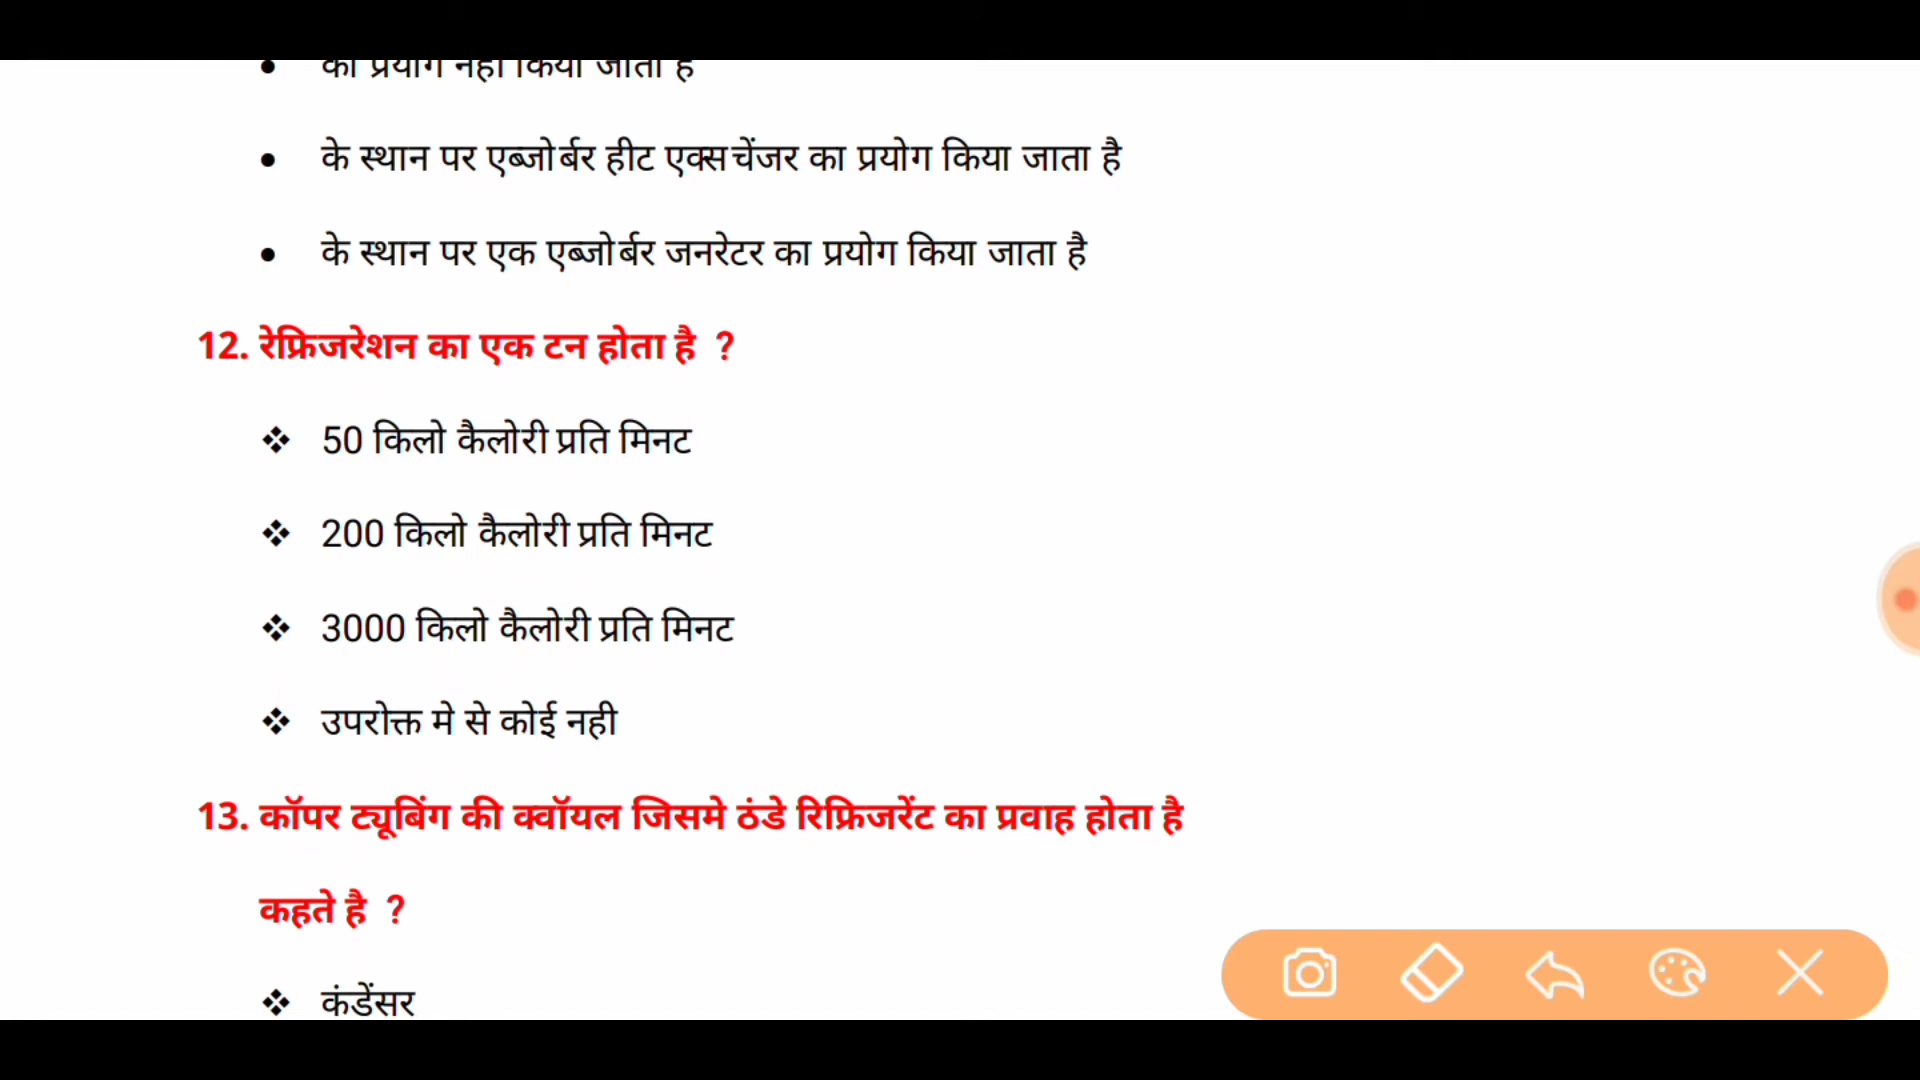 • का प्रयोग नही किया जाता है
• के स्थान पर एब्जोर्बर हीट एक्सचेंजर का प्रयोग किया जाता है
• के स्थान पर एक एब्जोर्बर जनरेटर का प्रयोग किया जाता है
12. रेफ्रिजरेशन का एक टन होता है ?
❖ 50 किलो कैलोरी प्रति मिनट
❖ 200 किलो कैलोरी प्रति मिनट
❖ 3000 किलो कैलोरी प्रति मिनट
❖ उपरोक्त मे से कोई नही
13. कॉपर ट्यूबिंग की क्वॉयल जिसमे ठंडे रिफ्रिजरेंट का प्रवाह होता है
कहते है ?
❖ कंडेंसर